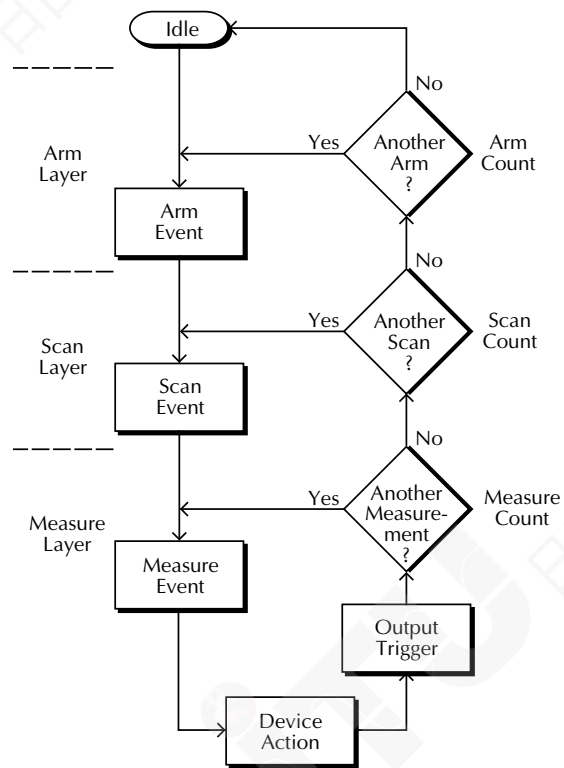 Idle
No
Yes
Another
Arm
?
Arm
Count
Arm
Layer
Arm
Event
No
Yes
Another
Scan
?
Scan
Count
Scan
Layer
Scan
Event
No
Yes
Another
Measure-
ment
?
Measure
Count
Measure
Layer
Measure
Event
Output
Trigger
Device
Action